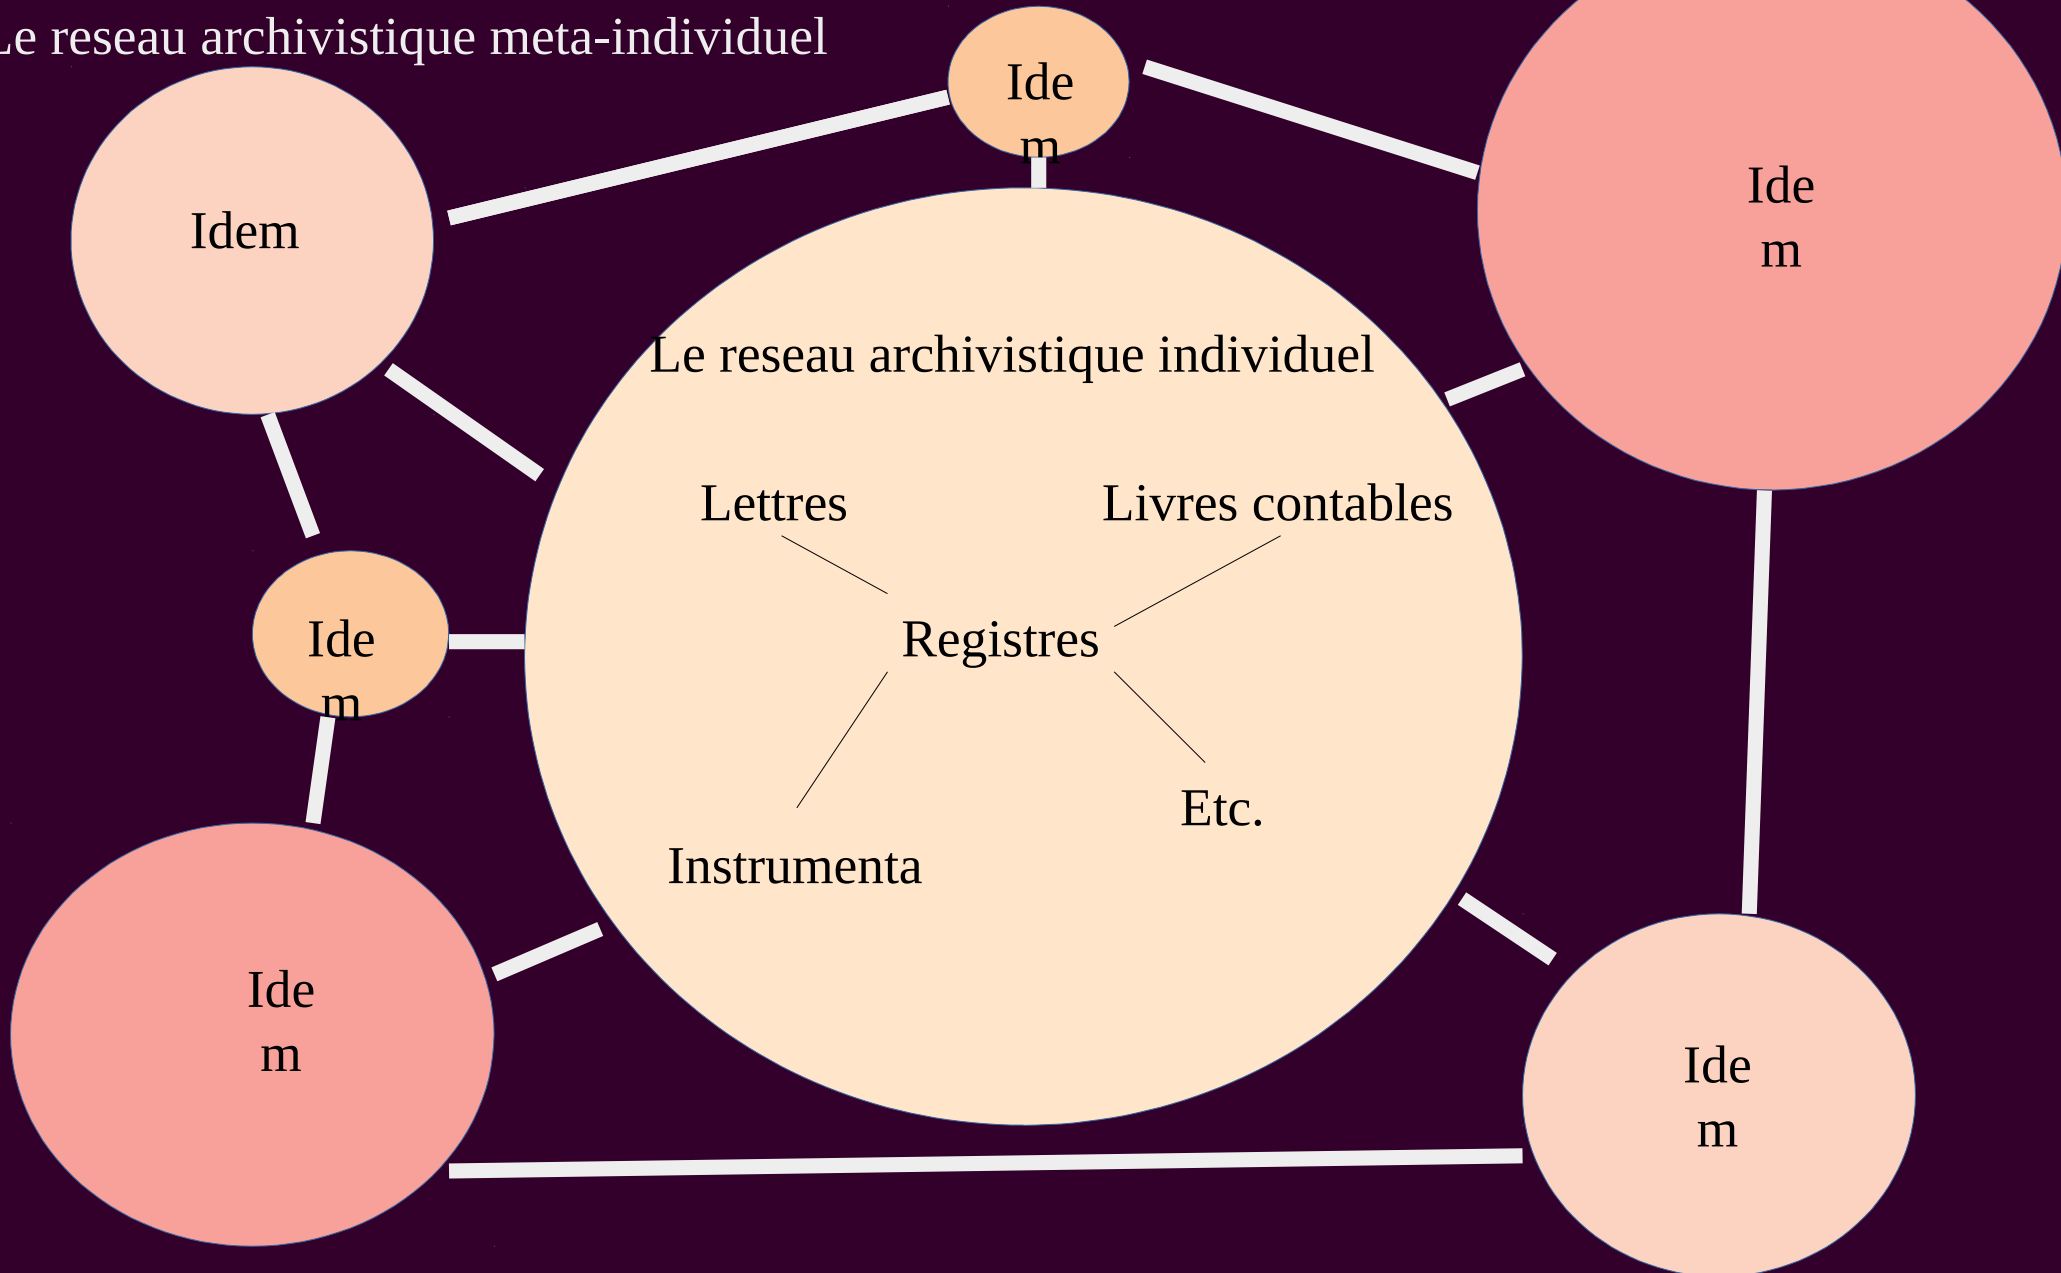 Le reseau archivistique meta-individuel
Ide
m
Ide
m
Idem
Le reseau archivistique individuel
Lettres
Livres contables
Registres
Ide
m
Etc.
Instrumenta
Ide
m
Ide
m